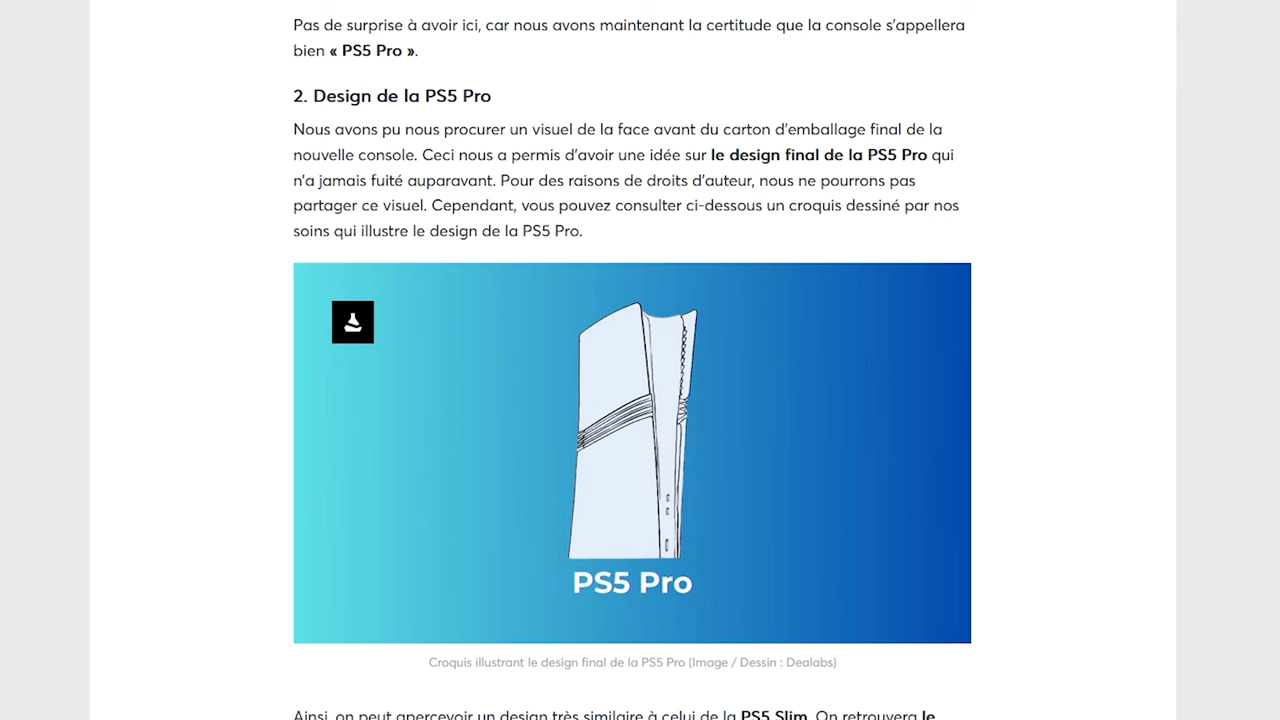 Pas de surprise à avoir ici, car nous avons maintenant la certitude que la console s'appellera
bien « PS5 Pro ».
2. Design de la PS5 Pro
Nous avons pu nous procurer un visuel de la face avant du carton d'emballage final de la
nouvelle console. Ceci nous a permis d'avoir une idée sur le design final de la PS5 Pro qui
n'a jamais fuité auparavant. Pour des raisons de droits d'auteur, nous ne pourrons pas
partager ce visuel. Cependant, vous pouvez consulter ci-dessous un croquis dessiné par nos
soins qui illustre le design de la PS5 Pro.
PS5 Pro
Croquis illustrant le design final de la PS5 Pro (Image / Dessin : Dealabs)
Ainsi, on peut apercevoir un design très similaire à celui de la PS5 Slim. On retrouvera le